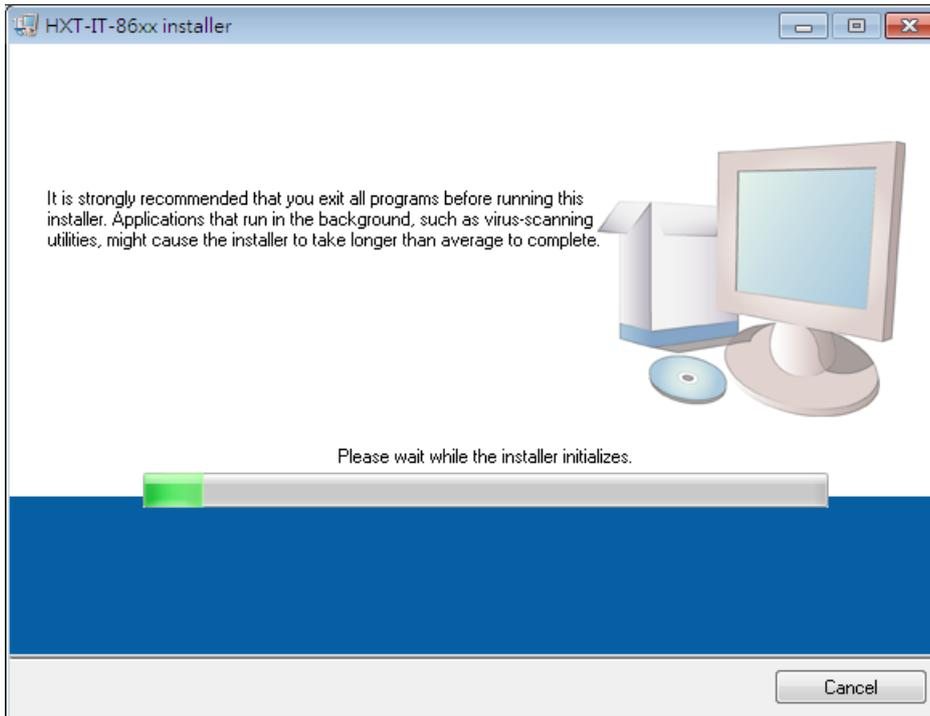 HXT-IT-86xx installer
It is strongly recommended that you exit all programs before running this
installer. Applications that run in the background, such as virus-scanning
utilities, might cause the installer to take longer than average to complete.
Please wait while the installer initializes.
Cancel